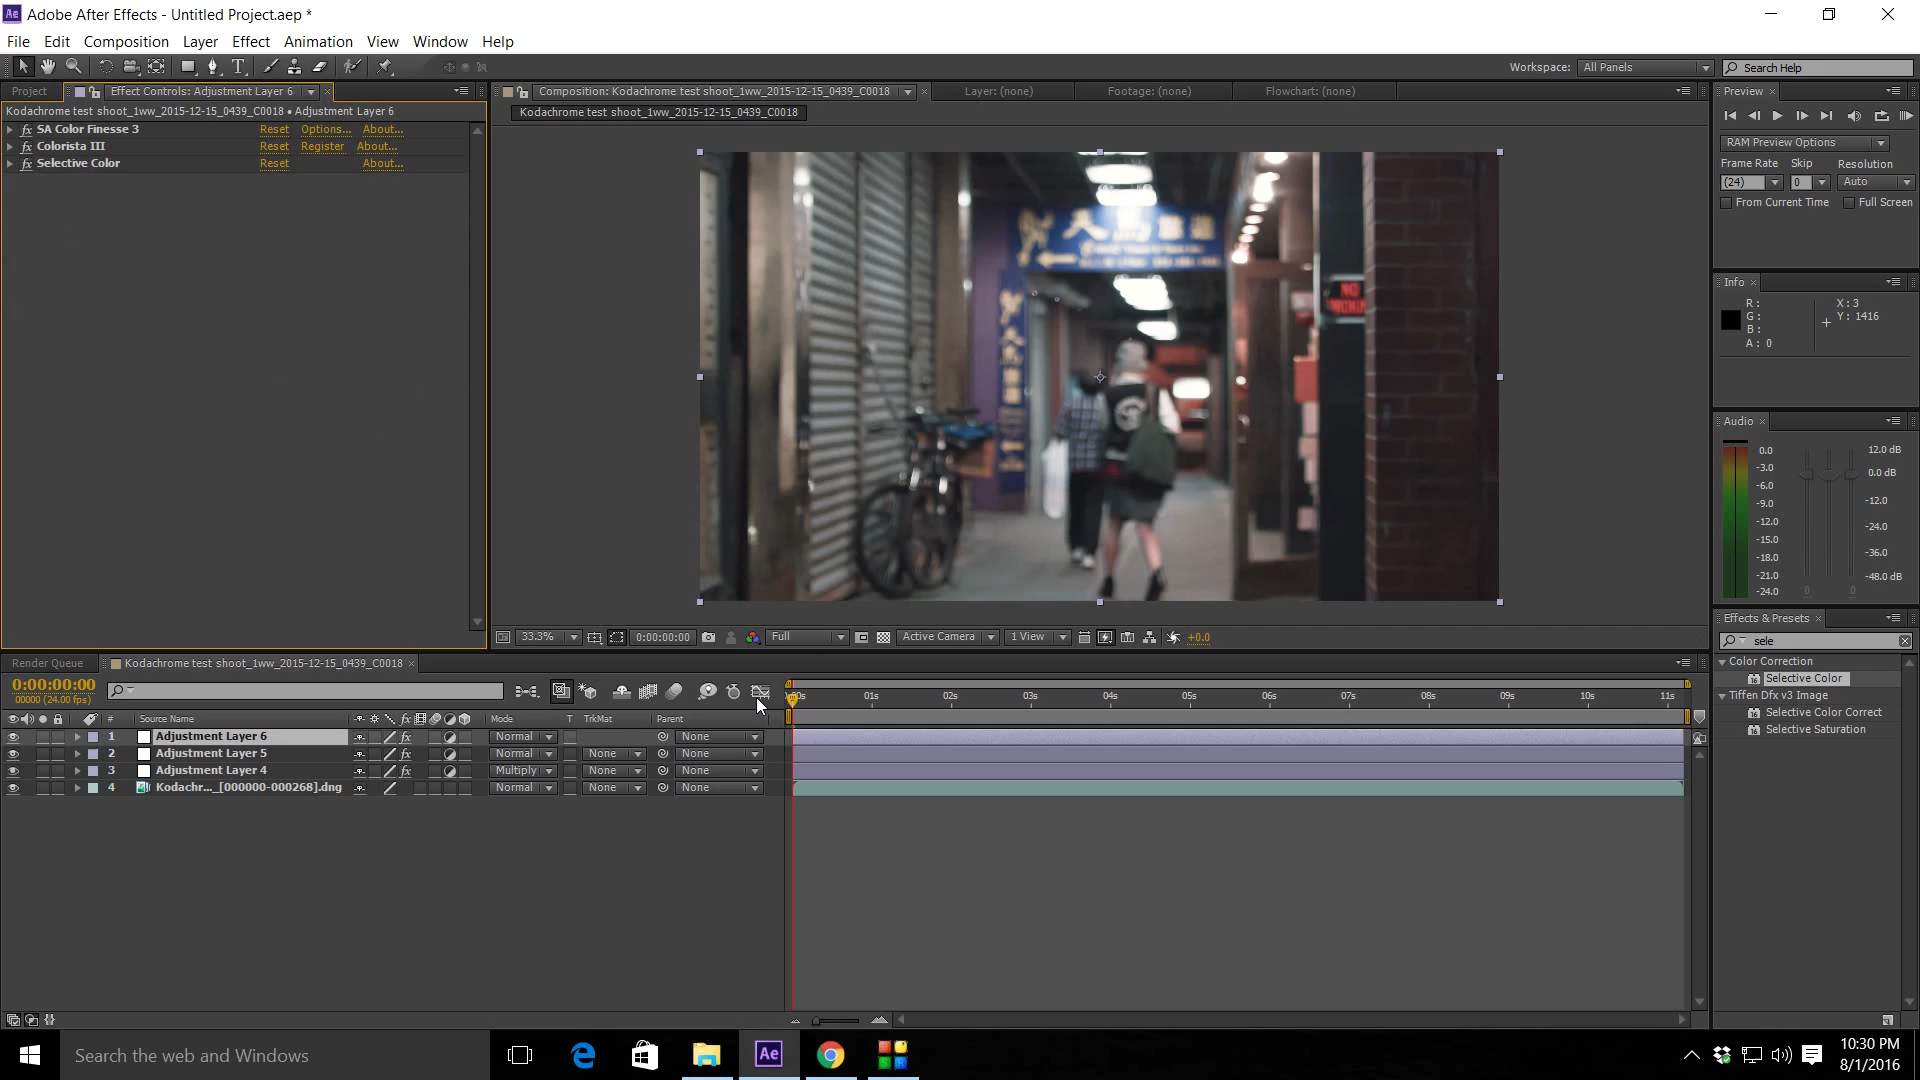 Adobe After Effects - Untitled Project.aep *
File Edit Composition Layer Effect Animation View Window Help
Workspace: All Panels Search Help
Project Effect Controls: Adjustment Layer 6
Kodachrome test shoot_1ww_2015-12-15_0439_C0018 • Adjustment Layer 6
SA Color Finesse 3 Reset Options... About...
Colorista III Reset Register About...
Selective Color Reset About...
Composition: Kodachrome test shoot_1ww_2015-12-15_0439_C0018 Layer: (none) Footage: (none) Flowchart: (none)
Kodachrome test shoot_1ww_2015-12-15_0439_C0018
NO
33.3% 0:00:00:00 Full Active Camera 1 View +0.0
Preview
RAM Preview Options
Frame Rate Skip Resolution
(24) 0 Auto
From Current Time Full Screen
Info
R: X: 3
G: Y: 1416
B:
A: 0
Audio
0.0 12.0 dB
-3.0 0.0 dB
-6.0
-9.0 -12.0
-12.0 -24.0
-15.0
-18.0 -36.0
-21.0 -48.0 dB
-24.0 0 0
Effects & Presets
sele
Color Correction
Selective Color
Tiffen Dfx v3 Image
Selective Color Correct
Selective Saturation
Render Queue Kodachrome test shoot_1ww_2015-12-15_0439_C0018
0:00:00:00
00000 (24.00 fps)
00s 01s 02s 03s 04s 05s 06s 07s 08s 09s 10s 11s
# Source Name fx Mode T TrkMat Parent
1 Adjustment Layer 6 fx Normal None
2 Adjustment Layer 5 fx Normal None None
3 Adjustment Layer 4 fx Multiply None None
4 Kodachr..._[000000-000268].dng Normal None None
Search the web and Windows
Ae
10:30 PM
8/1/2016